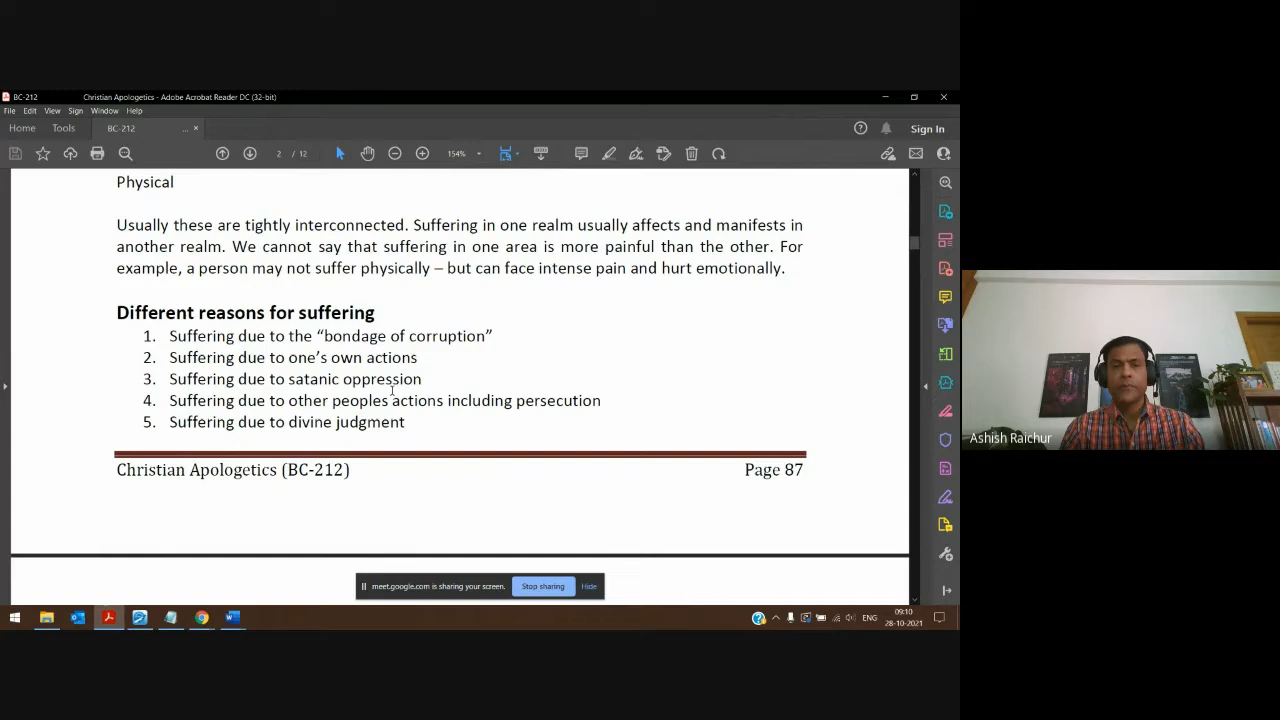 BC-212
Christian Apologetics - Adobe Acrobat Reader DC (32-bit)
File Edit View Sign Window Help
Home Tools BC-212 ... ×
Sign In
2 / 12 154%
Physical
Usually these are tightly interconnected. Suffering in one realm usually affects and manifests in
another realm. We cannot say that suffering in one area is more painful than the other. For
example, a person may not suffer physically – but can face intense pain and hurt emotionally.
Different reasons for suffering
1. Suffering due to the “bondage of corruption”
2. Suffering due to one’s own actions
3. Suffering due to satanic oppression
4. Suffering due to other peoples actions including persecution
5. Suffering due to divine judgment
Christian Apologetics (BC-212) Page 87
meet.google.com is sharing your screen. Stop sharing Hide
ENG
09:10
28-10-2021
Ashish Raichur